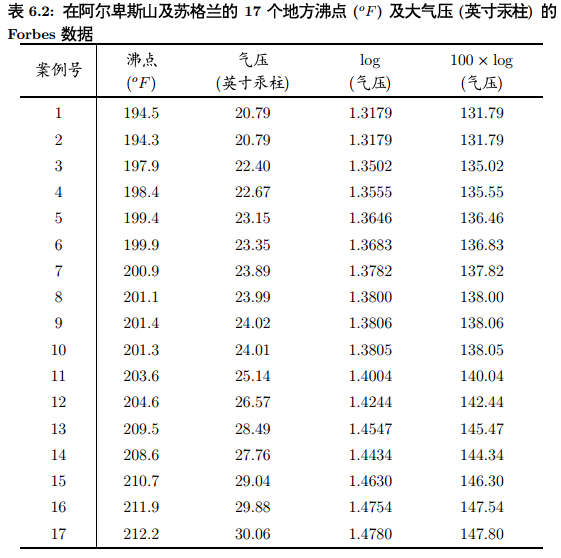 表 6.2: 在阿尔卑斯山及苏格兰的 17 个地方沸点 (°F) 及大气压 (英寸汞柱) 的
Forbes 数据
案例号 沸点 (°F) 气压 (英寸汞柱) log (气压) 100 × log (气压)
1 194.5 20.79 1.3179 131.79
2 194.3 20.79 1.3179 131.79
3 197.9 22.40 1.3502 135.02
4 198.4 22.67 1.3555 135.55
5 199.4 23.15 1.3646 136.46
6 199.9 23.35 1.3683 136.83
7 200.9 23.89 1.3782 137.82
8 201.1 23.99 1.3800 138.00
9 201.4 24.02 1.3806 138.06
10 201.3 24.01 1.3805 138.05
11 203.6 25.14 1.4004 140.04
12 204.6 26.57 1.4244 142.44
13 209.5 28.49 1.4547 145.47
14 208.6 27.76 1.4434 144.34
15 210.7 29.04 1.4630 146.30
16 211.9 29.88 1.4754 147.54
17 212.2 30.06 1.4780 147.80